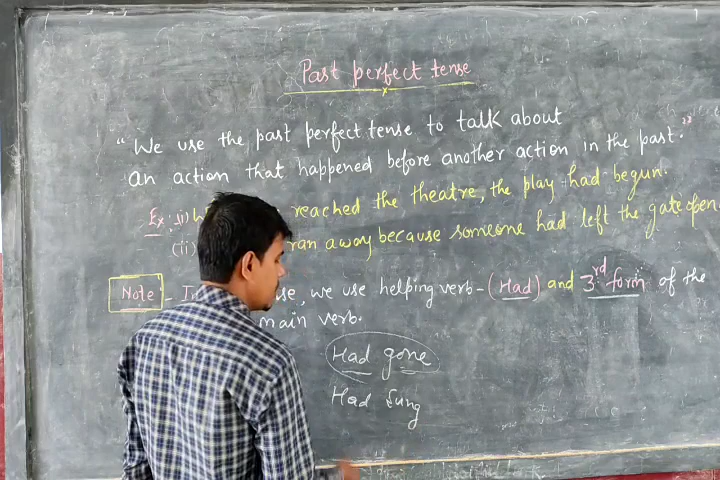 Past perfect tense
"We use the past perfect tense to talk about
an action that happened before another action in the past."
Ex:(i) reached the theatre, the play had begun.
(ii) ran away because someone had left the gate open.
Note - we use helping verb-(Had) and 3rd form of the
main verb.
Had gone
Had Sung